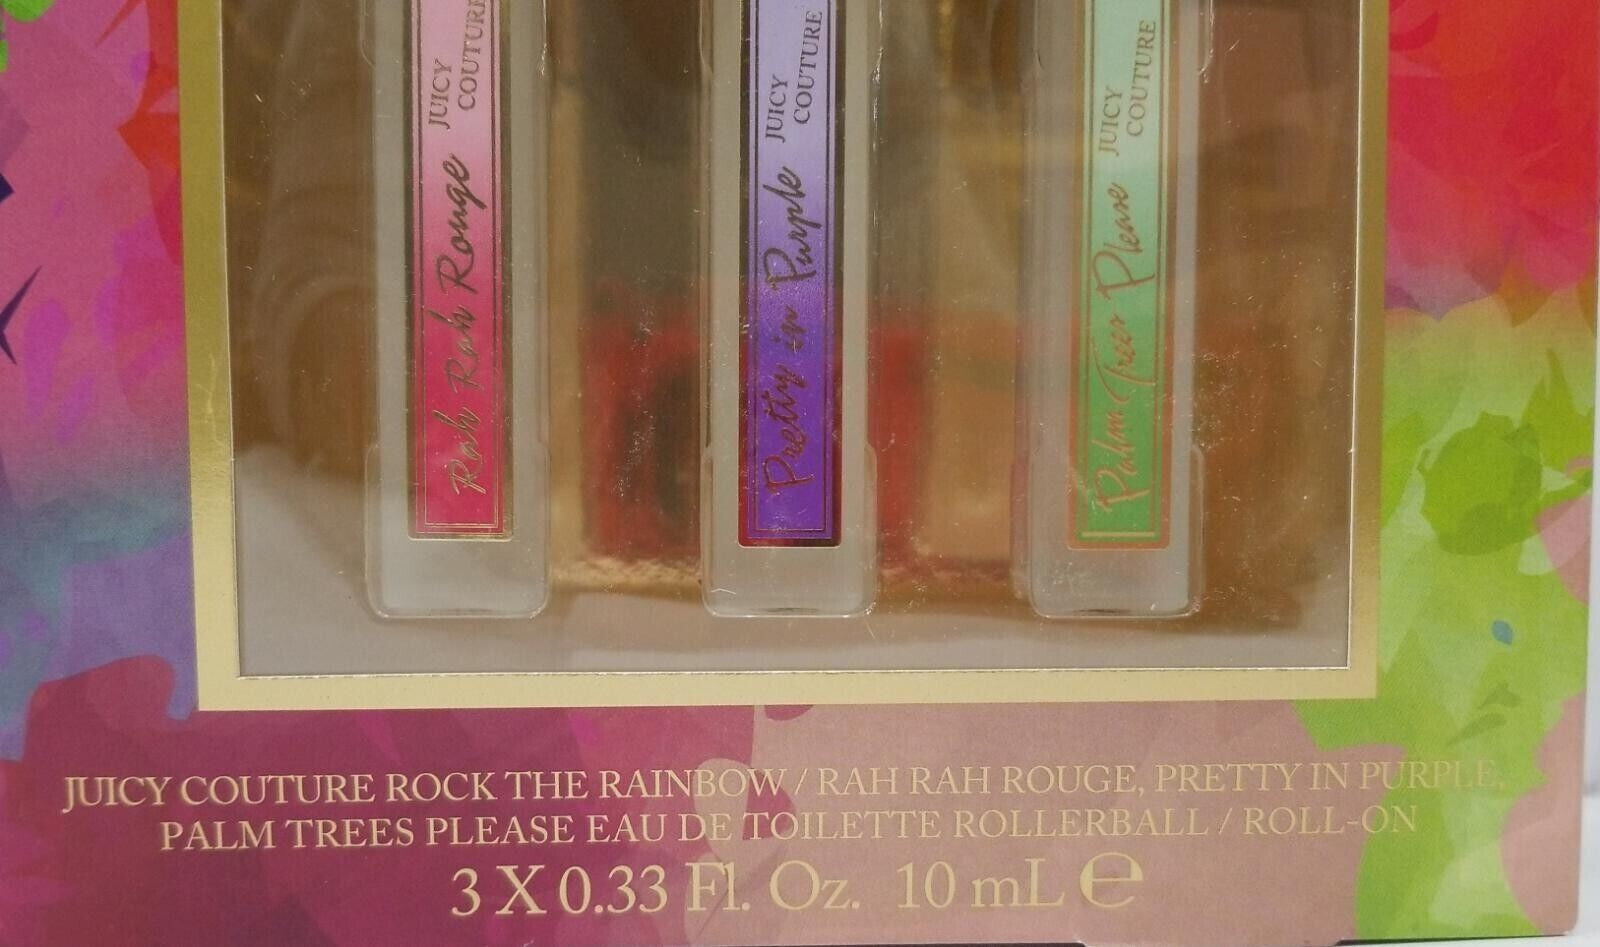 Rah Rah Rouge
JUICY
COUTURE
Pretty in Purple
JUICY
COUTURE
Palm Trees Please
JUICY
COUTURE
JUICY COUTURE ROCK THE RAINBOW / RAH RAH ROUGE, PRETTY IN PURPLE,
PALM TREES PLEASE EAU DE TOILETTE ROLLERBALL / ROLL-ON
3 X 0.33 Fl. Oz. 10 mL ℮